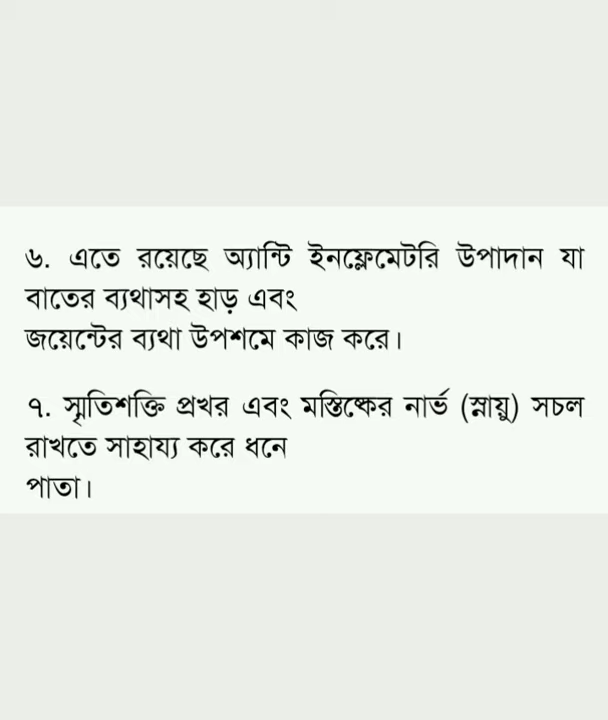 ৬. এতে রয়েছে অ্যান্টি ইনফ্লেমেটরি উপাদান যা
বাতের ব্যথাসহ হাড় এবং
জয়েন্টের ব্যথা উপশমে কাজ করে।
৭. স্মৃতিশক্তি প্রখর এবং মস্তিষ্কের নার্ভ (স্নায়ু) সচল
রাখতে সাহায্য করে ধনে
পাতা।